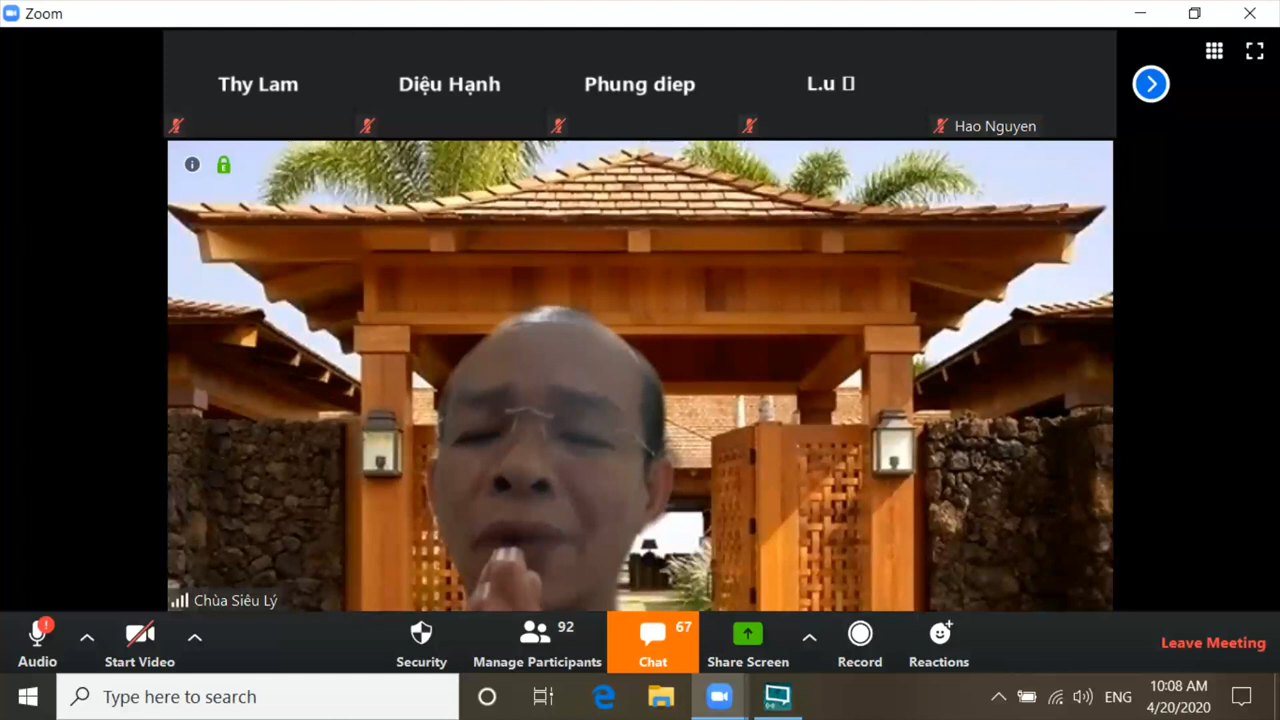 Zoom
Thy Lam
Diệu Hạnh
Phung diep
L.u
Hao Nguyen
Chùa Siêu Lý
Audio
Start Video
Security
92
Manage Participants
67
Chat
Share Screen
Record
Reactions
Leave Meeting
Type here to search
ENG
10:08 AM
4/20/2020